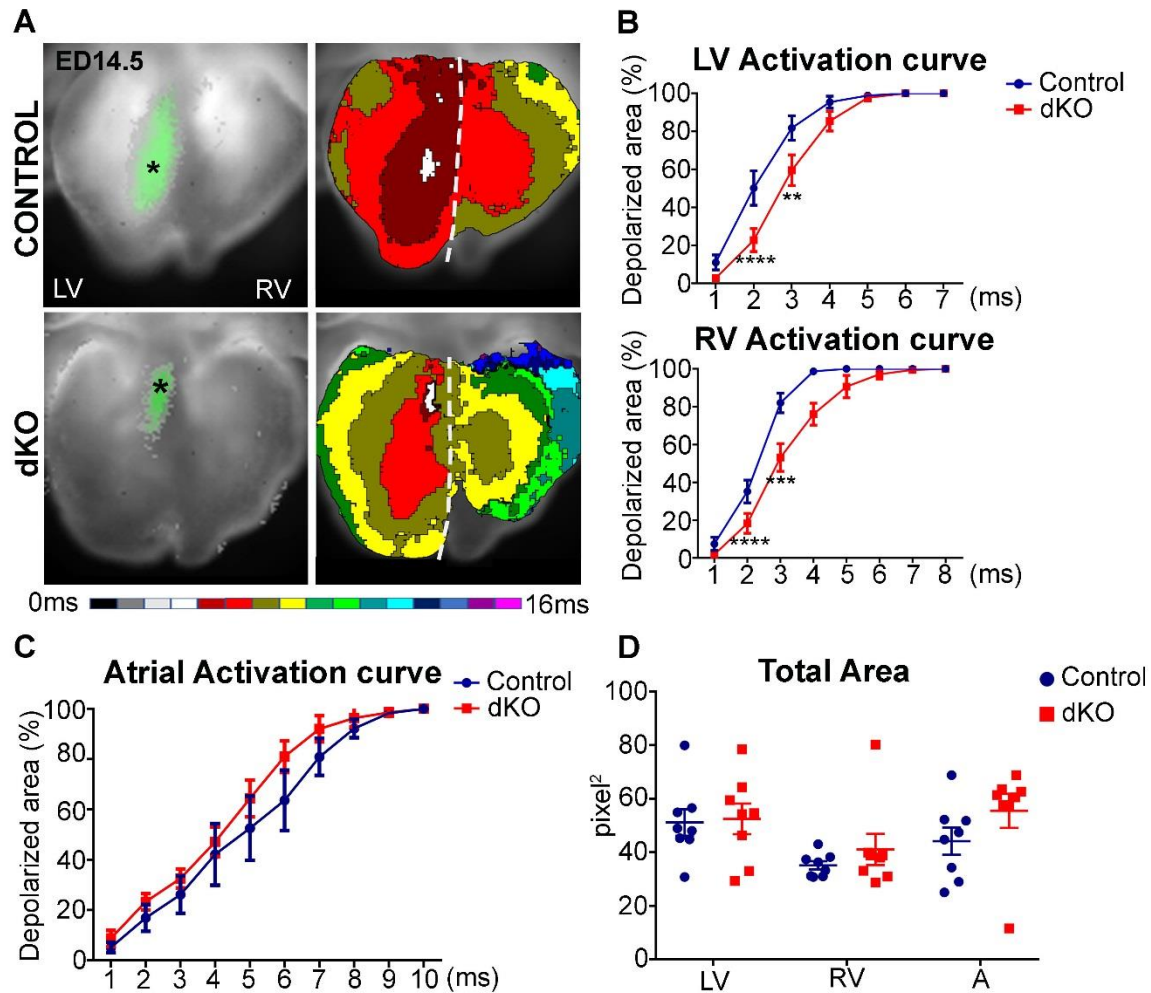 A
ED14.5
CONTROL
*
LV
RV
dKO
*
0ms
16ms
B
LV Activation curve
Control
dKO
Depolarized area (%)
100
80
60
40
20
0
****
**
1 2 3 4 5 6 7 (ms)
RV Activation curve
Depolarized area (%)
100
80
60
40
20
0
****
***
1 2 3 4 5 6 7 8 (ms)
C
Atrial Activation curve
Control
dKO
Depolarized area (%)
100
80
60
40
20
0
1 2 3 4 5 6 7 8 9 10 (ms)
D
Total Area
Control
dKO
pixel²
100
80
60
40
20
0
LV RV A